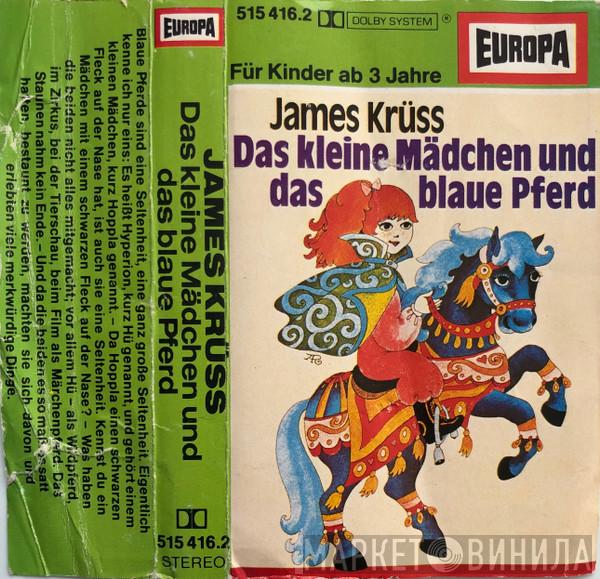 Blaue Pferde sind eine Seltenheit, eine ganz große Seltenheit. Eigentlich
kenne ich nur eins: Es heißt Hyperion, kurz Hü genannt, und gehört einem
kleinen Mädchen, kurz Hoppla genannt. – Da Hoppla einen schwarzen
Fleck auf der Nase hat, ist auch sie eine Seltenheit. Kennst du ein
Mädchen mit einem schwarzen Fleck auf der Nase? – Was haben
die beiden nicht alles mitgemacht, vor allem Hü – als Wildpferd,
im Zirkus, bei der Tierschau, beim Film als Märchenpferd. Das
Staunen nahm kein Ende – und da die beiden es so maßlos satt
hatten, bestaunt zu werden, machten sie sich davon und
erlebten viele merkwürdige Dinge.
EUROPA
JAMES KRÜSS
Das kleine Mädchen und
das blaue Pferd
515 416.2
STEREO
515 416.2 DOLBY SYSTEM ®
EUROPA
Für Kinder ab 3 Jahre
James Krüss
Das kleine Mädchen und
das blaue Pferd
МАРКЕТ ВИНИЛА